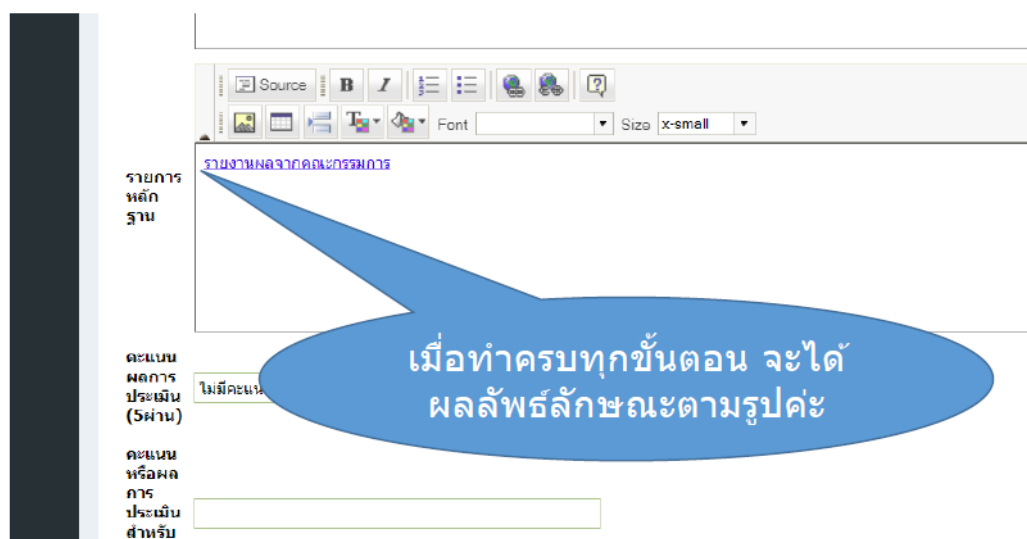 Source B I
Font Size x-small
รายงานผลจากคณะกรรมการ
รายการ
หลัก
ฐาน
เมื่อทำครบทุกขั้นตอน จะได้
ผลลัพธ์ลักษณะตามรูปค่ะ
คะแนน
ผลการ
ประเมิน
(5ผ่าน)
ไม่มีคะแน
คะแนน
หรือผล
การ
ประเมิน
สำหรับ